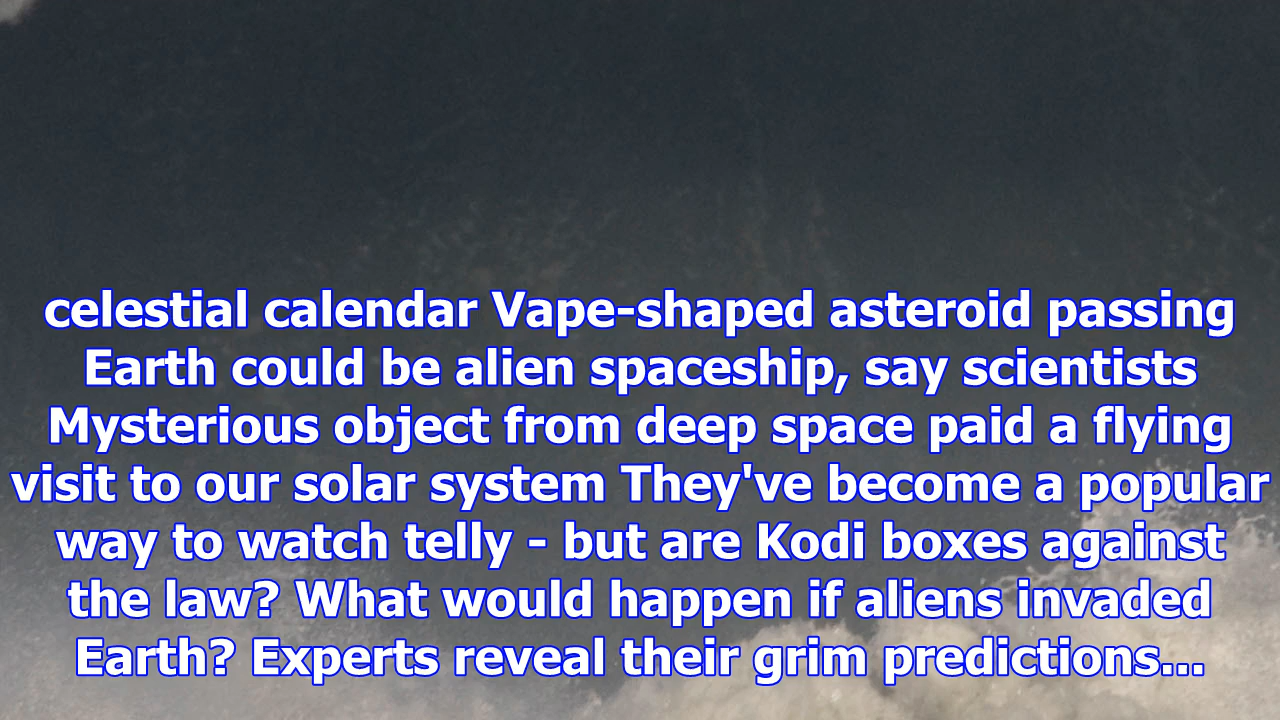 celestial calendar Vape-shaped asteroid passing
Earth could be alien spaceship, say scientists
Mysterious object from deep space paid a flying
visit to our solar system They've become a popular
way to watch telly - but are Kodi boxes against
the law? What would happen if aliens invaded
Earth? Experts reveal their grim predictions...